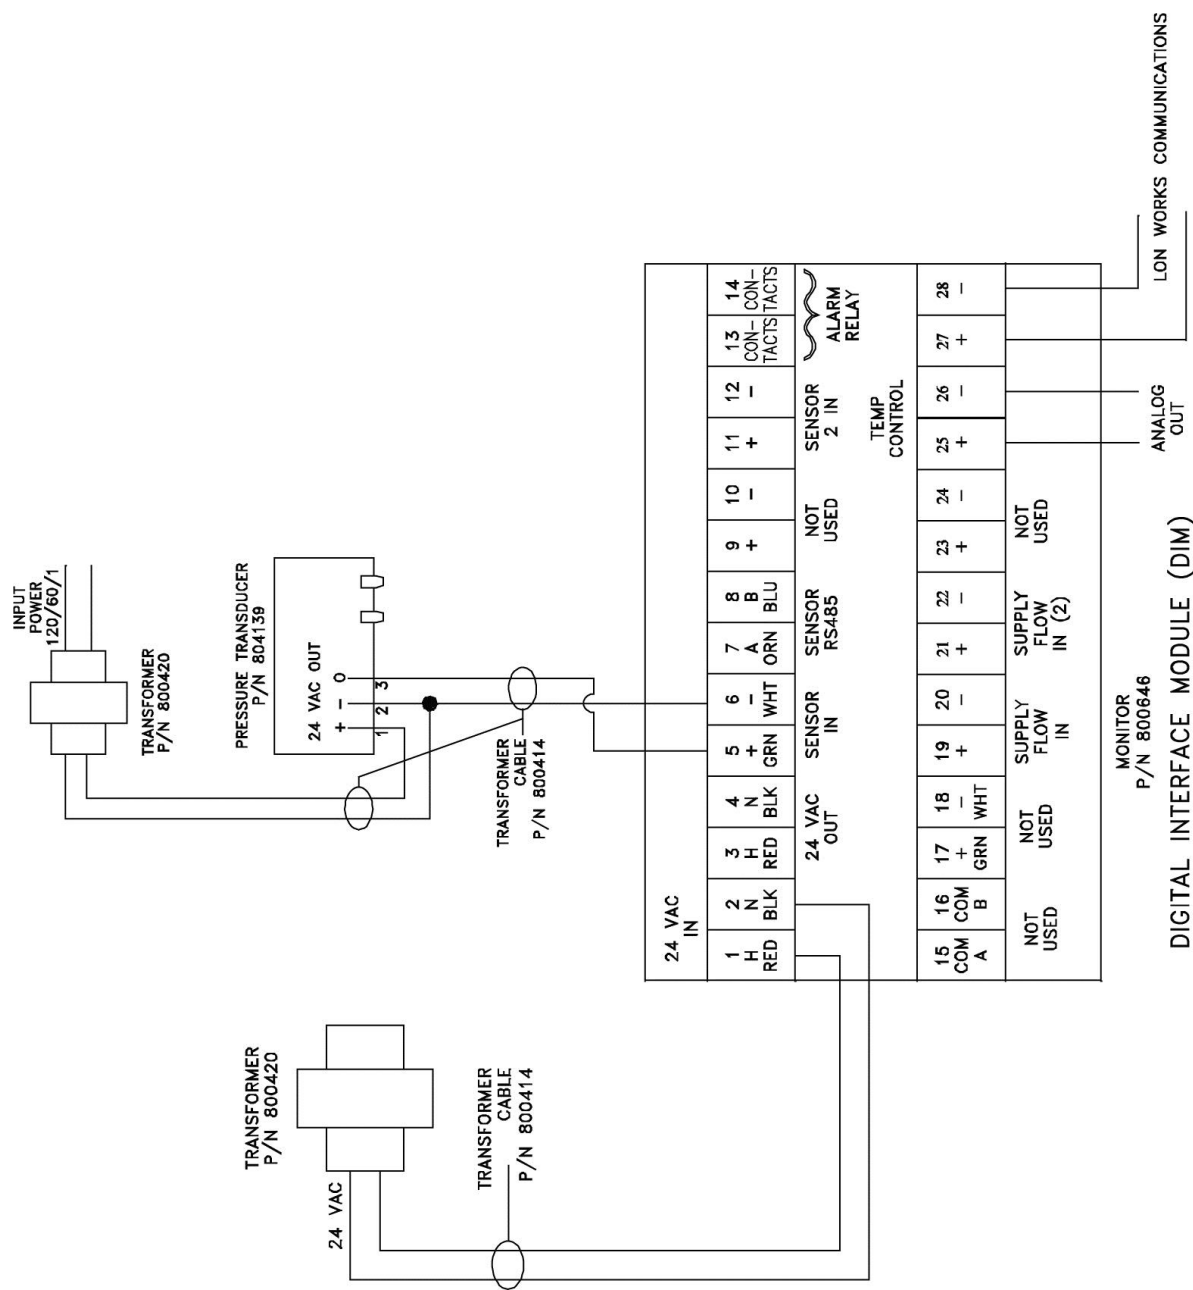 INPUT
POWER
120/60/1
TRANSFORMER
P/N 800420
PRESSURE TRANSDUCER
P/N 804139
24 VAC OUT
+ - O
1 2 3
TRANSFORMER
CABLE
P/N 800414
TRANSFORMER
P/N 800420
24 VAC
TRANSFORMER
CABLE
P/N 800414
24 VAC
IN
1 2 3 4 5 6 7 8 9 10 11 12 13 14
H N H N + - A B + - + - CON- CON-
RED BLK RED BLK GRN WHT ORN BLU TACTS TACTS
24 VAC
OUT
SENSOR
IN
SENSOR
RS485
NOT
USED
SENSOR
2 IN
ALARM
RELAY
TEMP
CONTROL
15 16 17 18 19 20 21 22 23 24 25 26 27 28
COM COM + - + - + - + - + - + -
A B GRN WHT
NOT
USED
NOT
USED
SUPPLY
FLOW
IN
SUPPLY
FLOW
IN (2)
NOT
USED
MONITOR
P/N 800646
ANALOG
OUT
LON WORKS COMMUNICATIONS
DIGITAL INTERFACE MODULE (DIM)